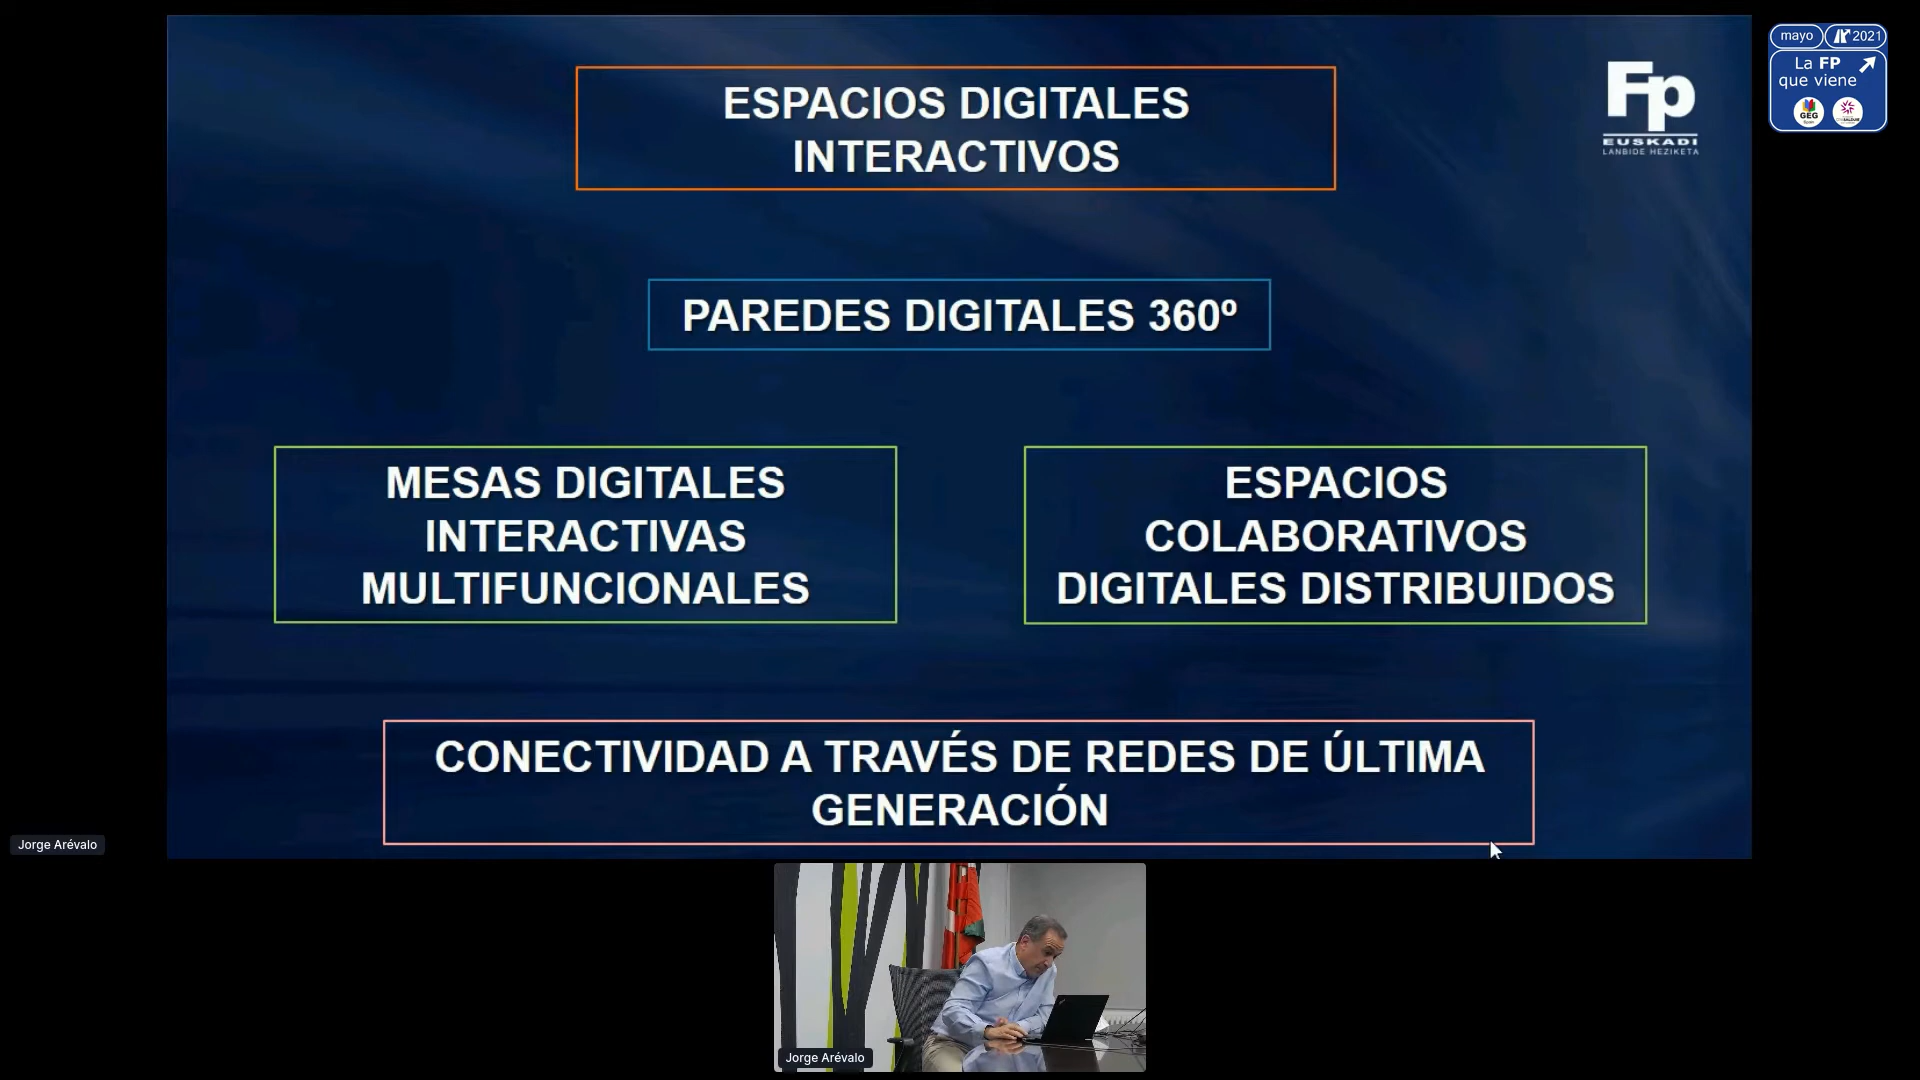 ESPACIOS DIGITALES
INTERACTIVOS
Fp
EUSKADI
LANBIDE HEZIKETA
mayo
2021
La FP
que viene
GEG
PAREDES DIGITALES 360º
MESAS DIGITALES
INTERACTIVAS
MULTIFUNCIONALES
ESPACIOS
COLABORATIVOS
DIGITALES DISTRIBUIDOS
CONECTIVIDAD A TRAVÉS DE REDES DE ÚLTIMA
GENERACIÓN
Jorge Arévalo
Jorge Arévalo